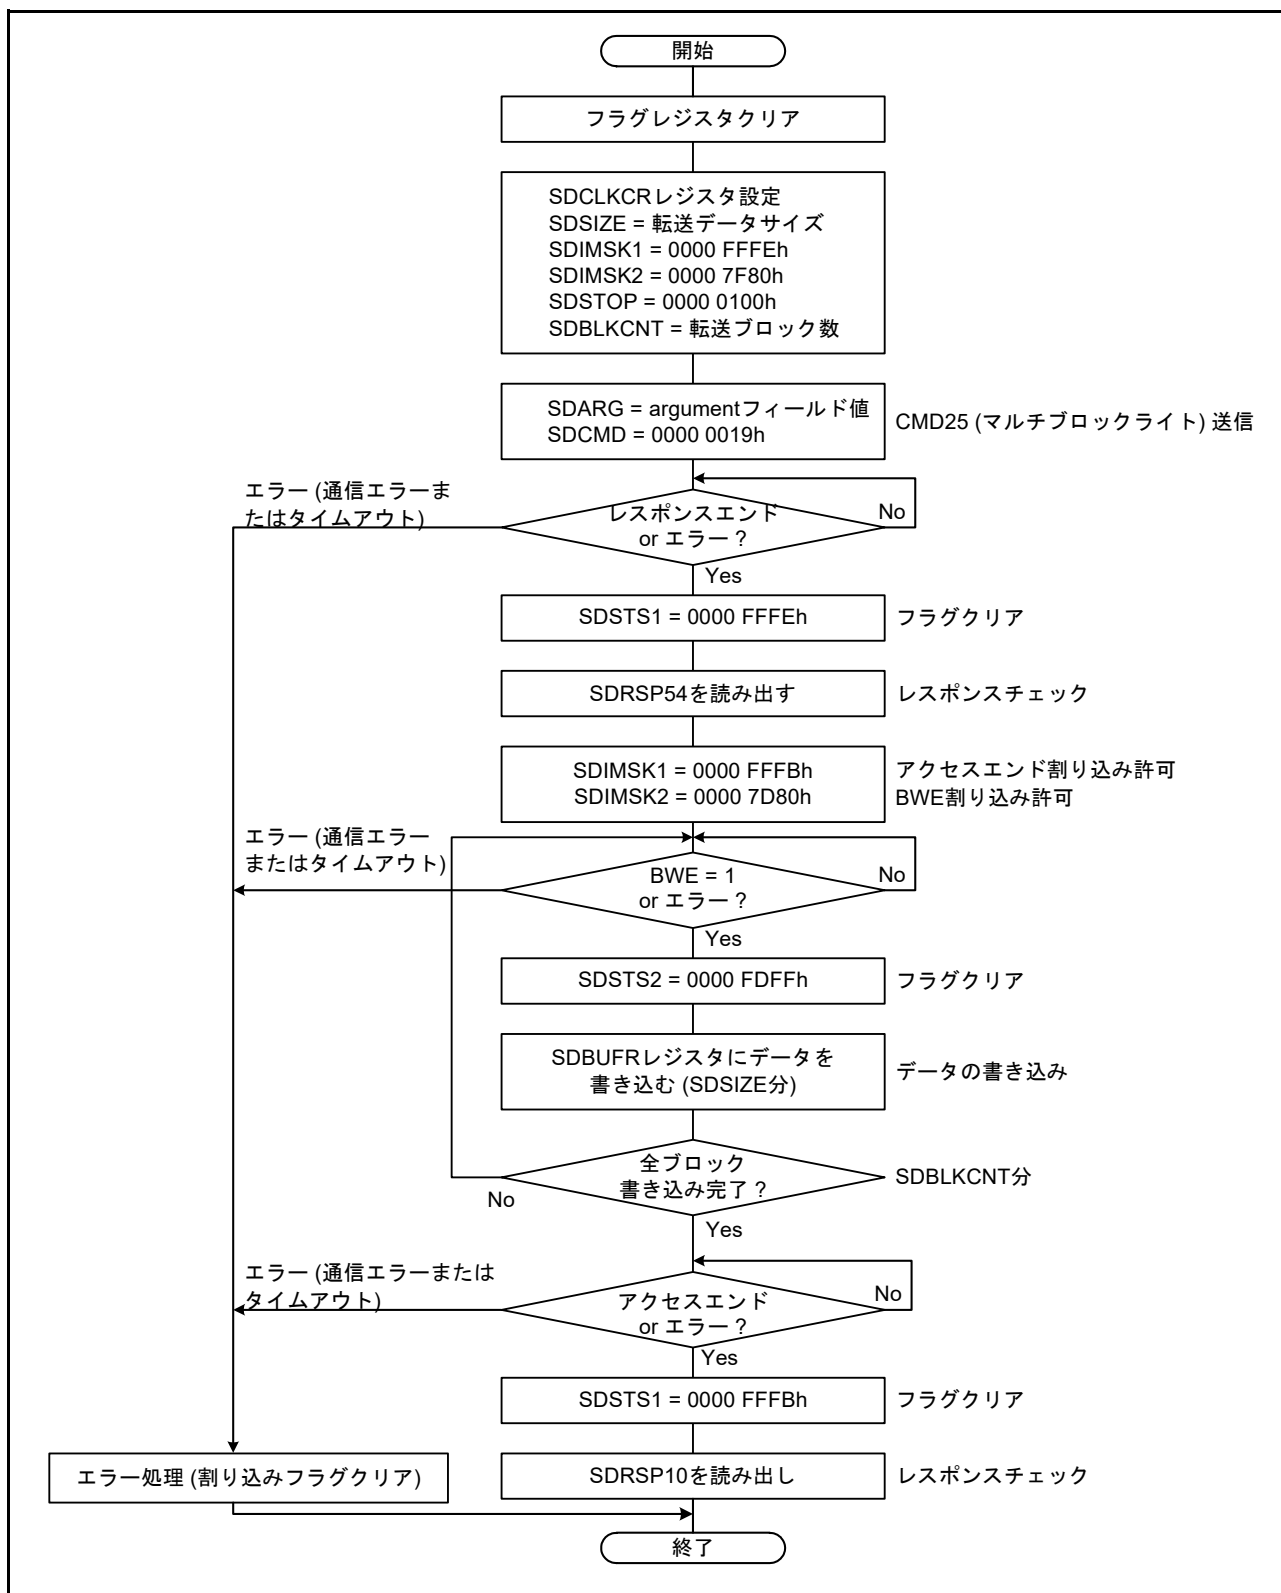 開始
フラグレジスタクリア
SDCLKCRレジスタ設定
SDSIZE = 転送データサイズ
SDIMSK1 = 0000 FFFEh
SDIMSK2 = 0000 7F80h
SDSTOP = 0000 0100h
SDBLKCNT = 転送ブロック数
SDARG = argumentフィールド値
SDCMD = 0000 0019h
CMD25 (マルチブロックライト) 送信
エラー (通信エラーま
たはタイムアウト)
レスポンスエンド
or エラー ?
No
Yes
SDSTS1 = 0000 FFFEh
フラグクリア
SDRSP54を読み出す
レスポンスチェック
SDIMSK1 = 0000 FFFBh
SDIMSK2 = 0000 7D80h
アクセスエンド割り込み許可
BWE割り込み許可
エラー (通信エラー
またはタイムアウト)
BWE = 1
or エラー ?
No
Yes
SDSTS2 = 0000 FDFFh
フラグクリア
SDBUFRレジスタにデータを
書き込む (SDSIZE分)
データの書き込み
全ブロック
書き込み完了 ?
SDBLKCNT分
No
Yes
エラー (通信エラーまたは
タイムアウト)
アクセスエンド
or エラー ?
No
Yes
SDSTS1 = 0000 FFFBh
フラグクリア
エラー処理 (割り込みフラグクリア)
SDRSP10を読み出し
レスポンスチェック
終了